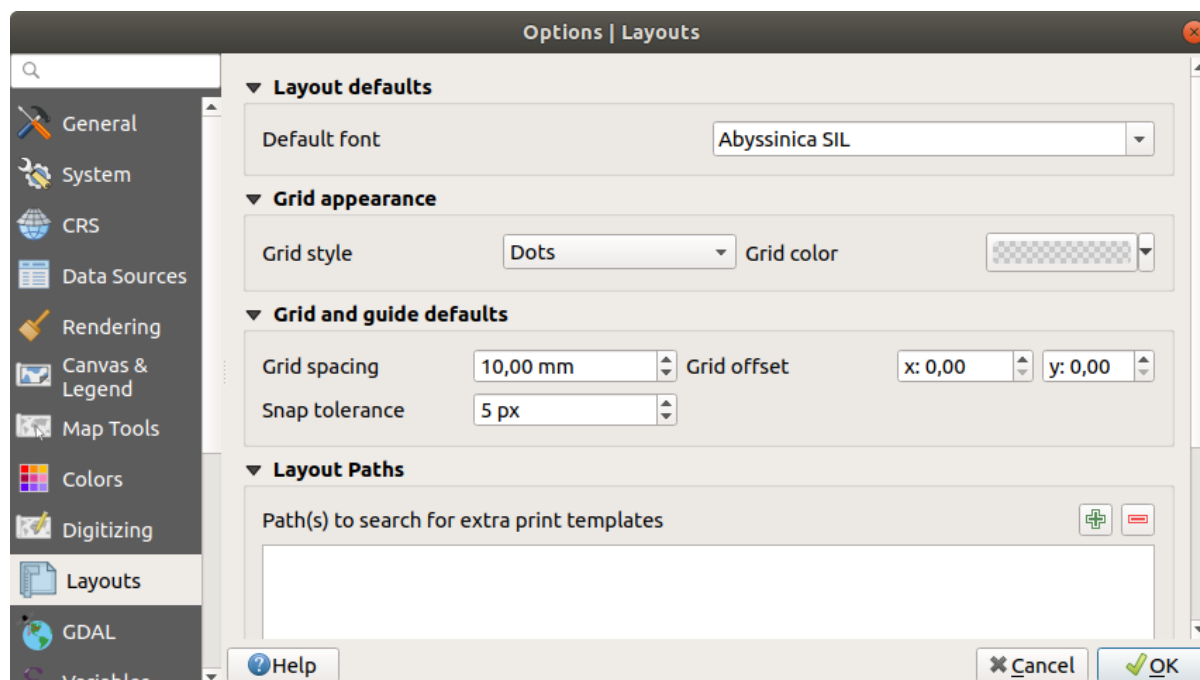 Options | Layouts
General
System
CRS
Data Sources
Rendering
Canvas &
Legend
Map Tools
Colors
Digitizing
Layouts
GDAL
Layout defaults
Default font Abyssinica SIL
Grid appearance
Grid style Dots Grid color
Grid and guide defaults
Grid spacing 10,00 mm Grid offset x: 0,00 y: 0,00
Snap tolerance 5 px
Layout Paths
Path(s) to search for extra print templates
Help Cancel OK